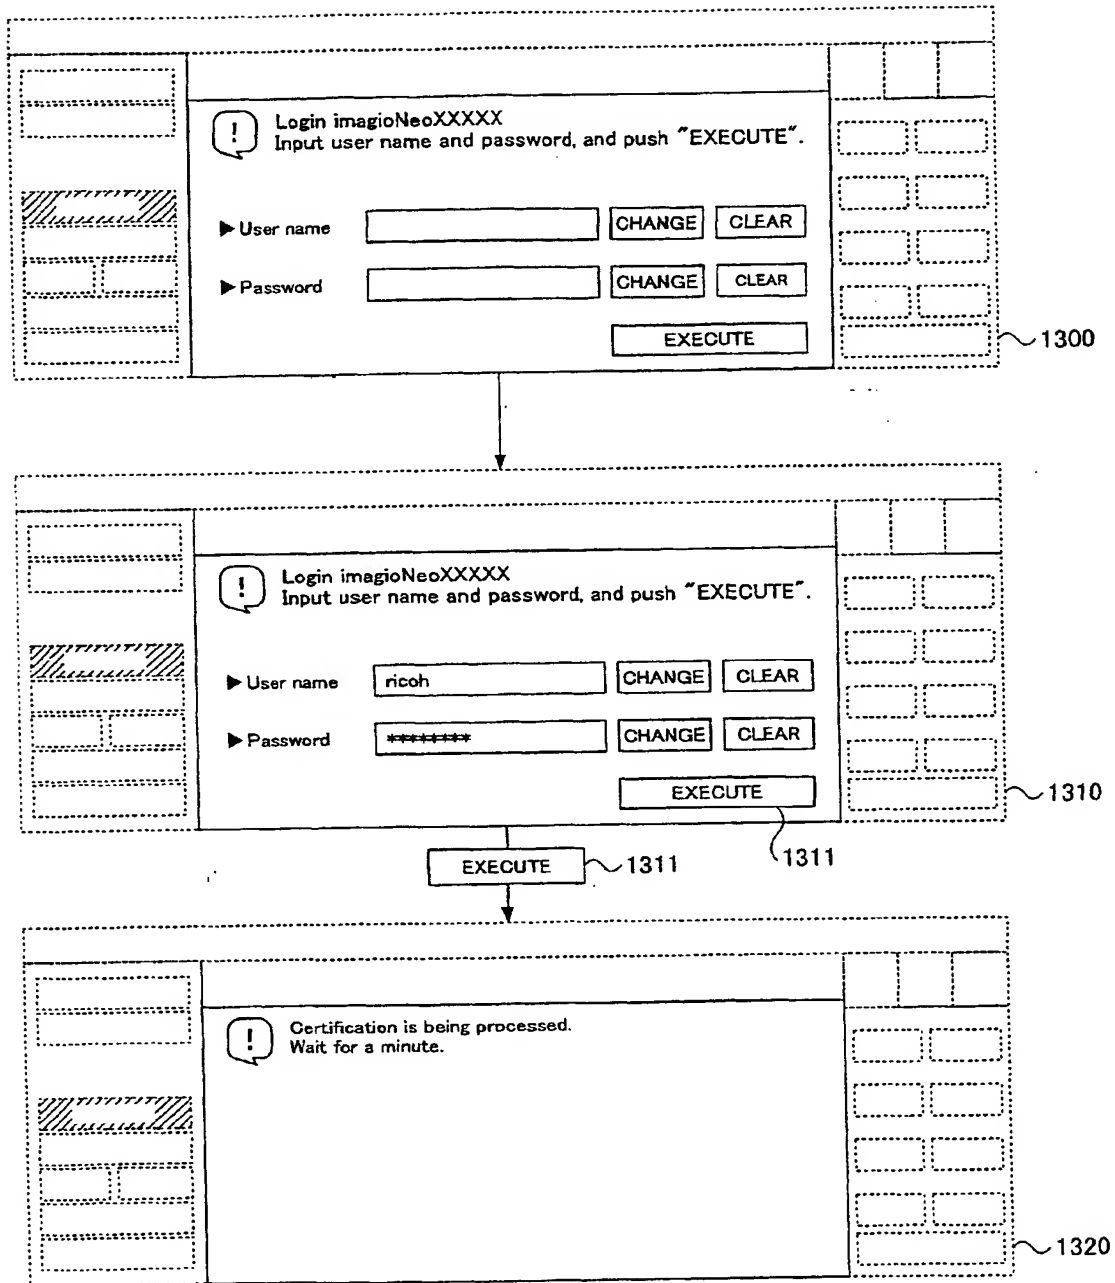 Login imagioNeoXXXXX
Input user name and password, and push "EXECUTE".
▶User name CHANGE CLEAR
▶Password CHANGE CLEAR
EXECUTE
1300
Login imagioNeoXXXXX
Input user name and password, and push "EXECUTE".
▶User name ricoh CHANGE CLEAR
▶Password ******** CHANGE CLEAR
EXECUTE
1310
1311
EXECUTE 1311
Certification is being processed.
Wait for a minute.
1320